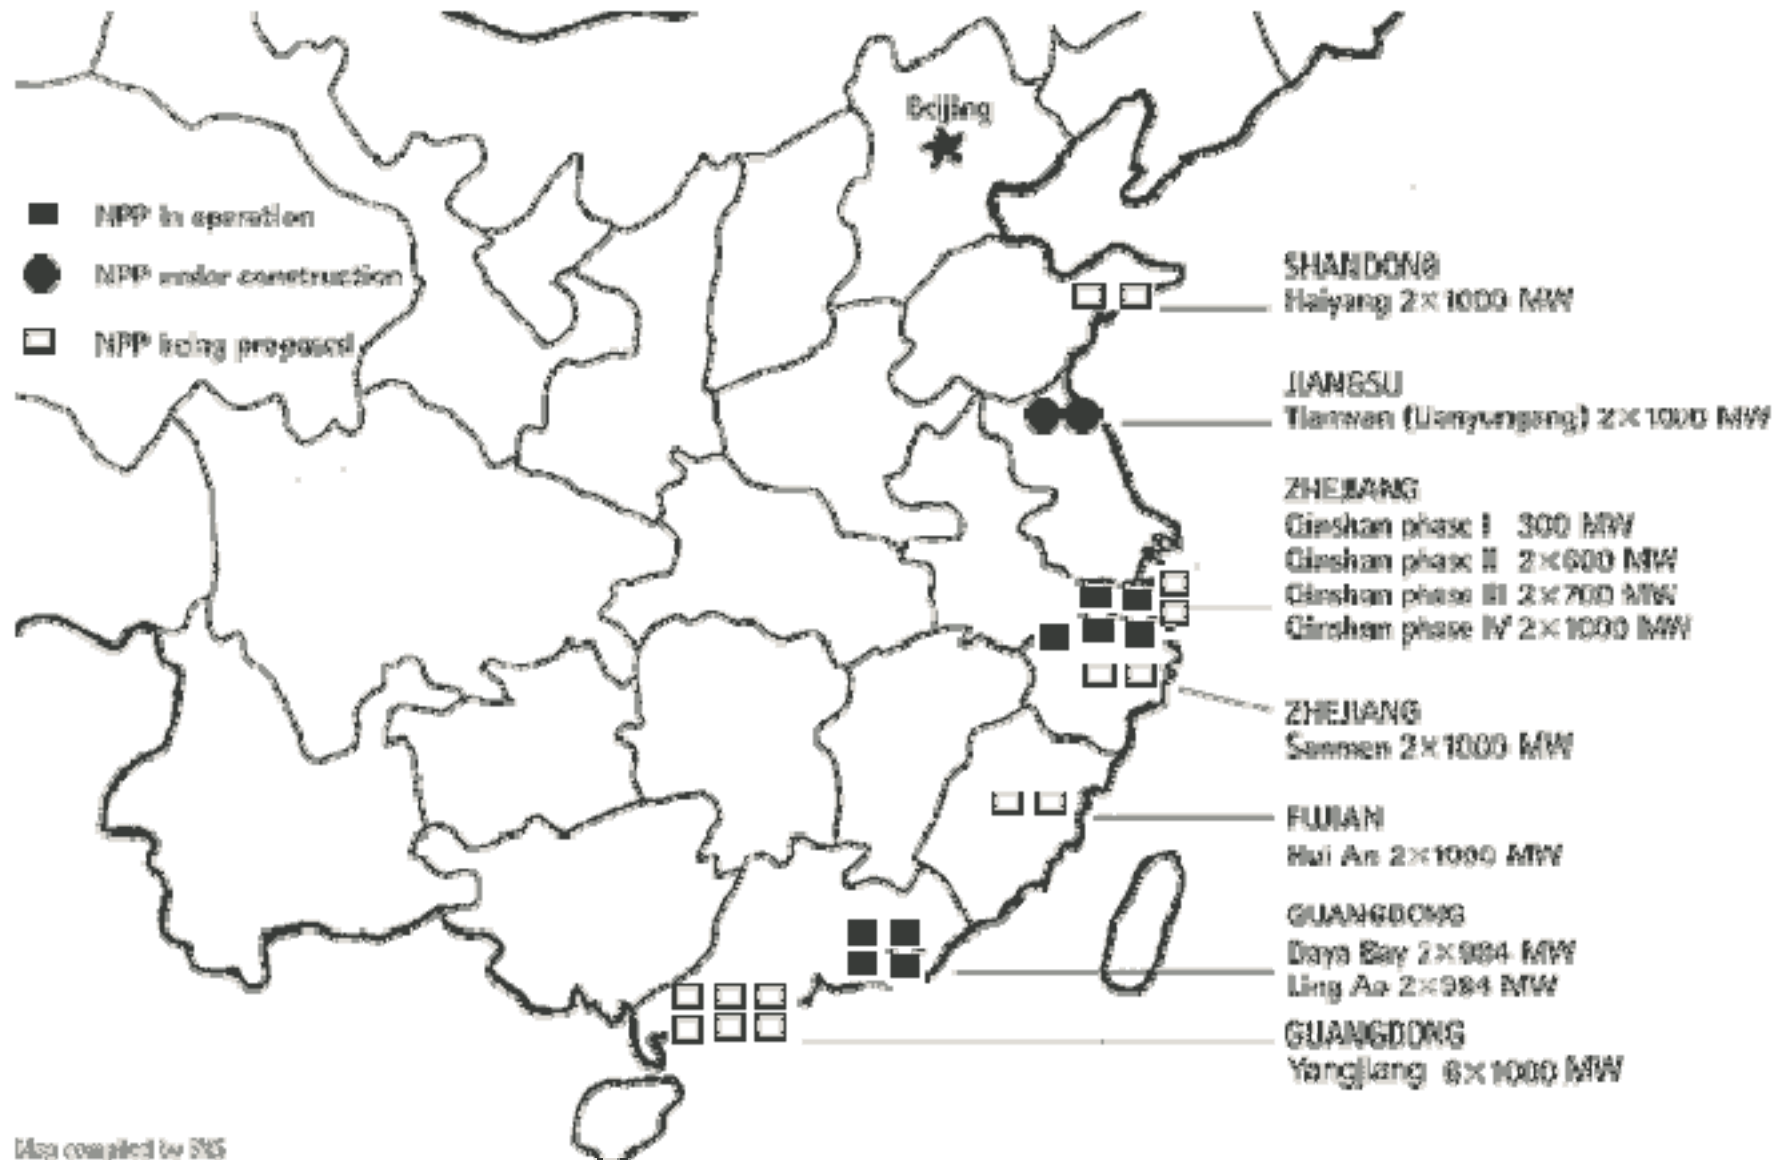 Beijing
NPP in operation
NPP under construction
NPP being proposed
SHANDONG
Haiyang 2×1000 MW
JIANGSU
Tianwan (Lianyungang) 2×1000 MW
ZHEJIANG
Qinshan phase I 300 MW
Qinshan phase II 2×600 MW
Qinshan phase III 2×700 MW
Qinshan phase IV 2×1000 MW
ZHEJIANG
Sanmen 2×1000 MW
FUJIAN
Hui An 2×1000 MW
GUANGDONG
Daya Bay 2×984 MW
Ling Ao 2×984 MW
GUANGDONG
Yangjiang 6×1000 MW
Map compiled by